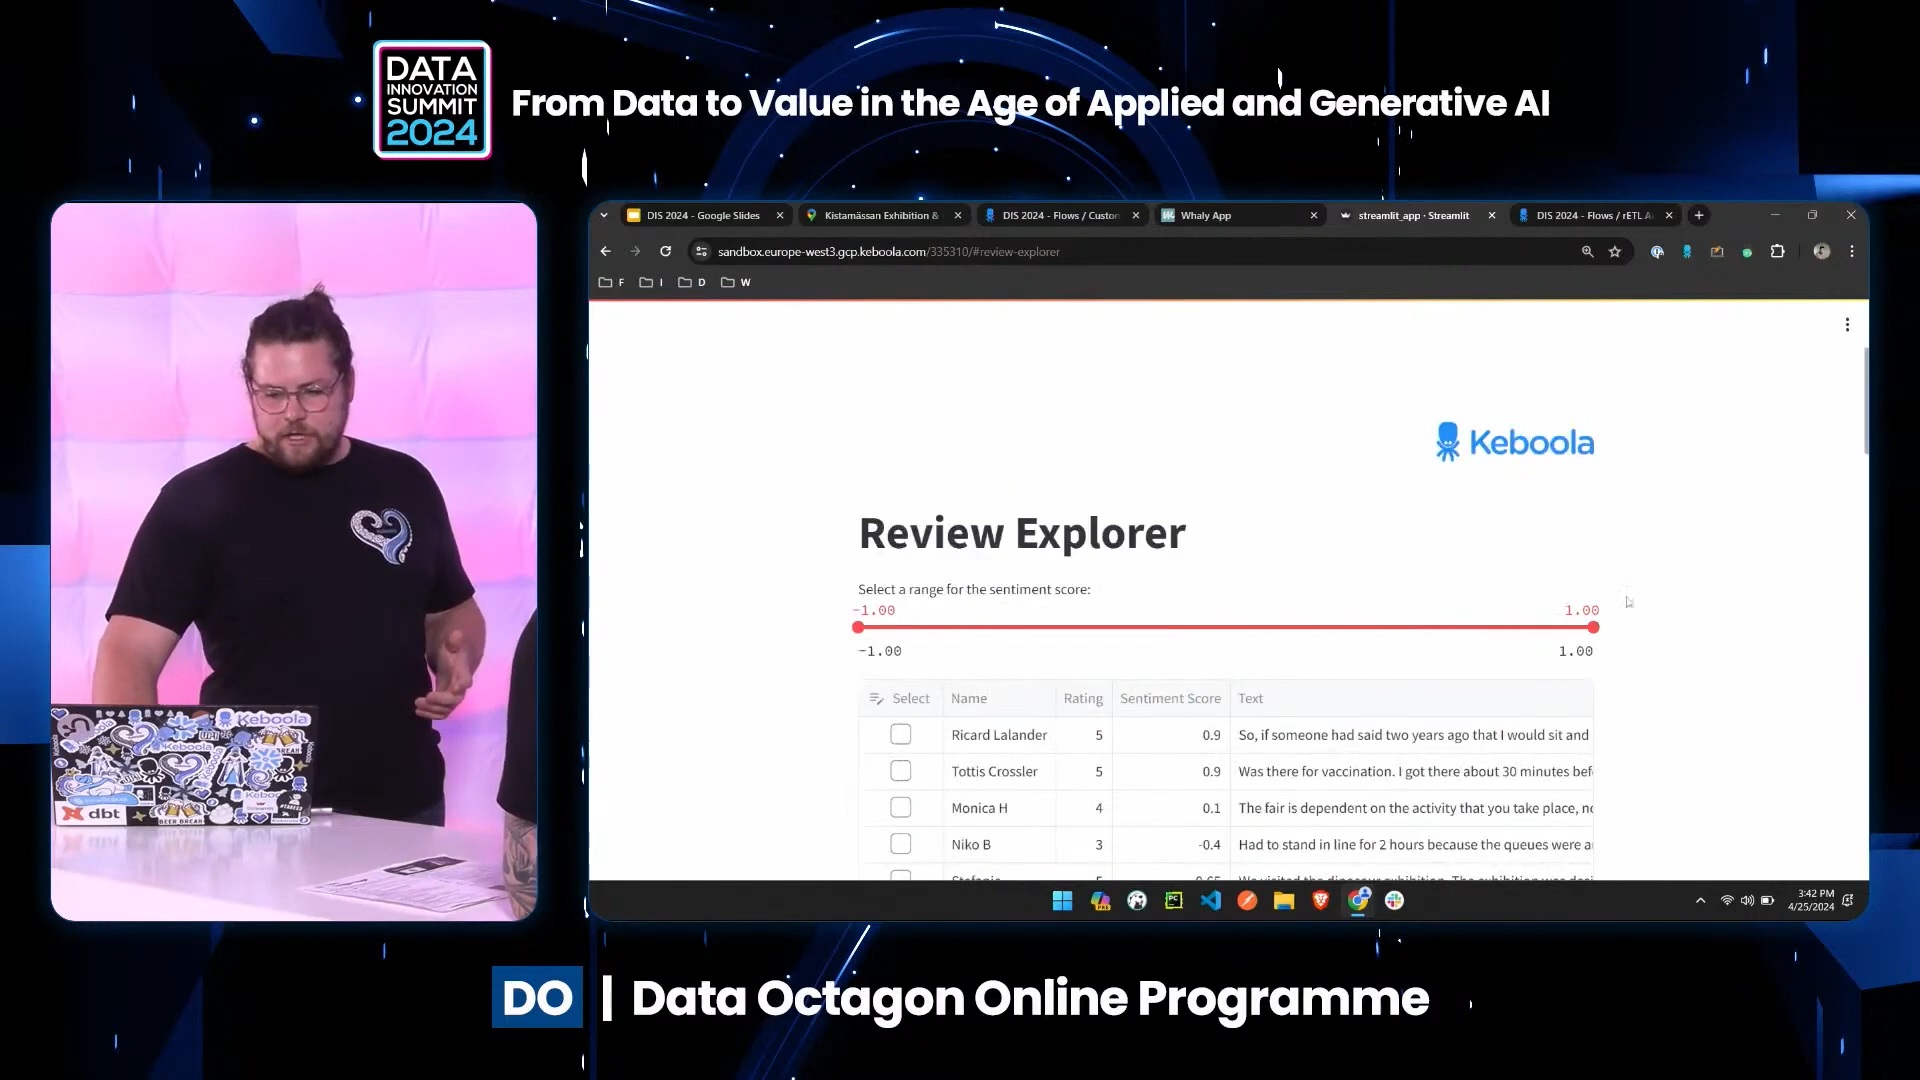 DATA
INNOVATION
SUMMIT
2024
From Data to Value in the Age of Applied and Generative AI
DIS 2024 - Google Slides
Kistamässan Exhibition &
DIS 2024 - Flows / Custon
Whaly App
streamlit_app · Streamlit
DIS 2024 - Flows / rETL A
sandbox.europe-west3.gcp.keboola.com/335310/#review-explorer
F I D W
Keboola
Review Explorer
Select a range for the sentiment score:
-1.00 1.00
-1.00 1.00
Select Name Rating Sentiment Score Text
Ricard Lalander 5 0.9 So, if someone had said two years ago that I would sit and
Tottis Crossler 5 0.9 Was there for vaccination. I got there about 30 minutes bef
Monica H 4 0.1 The fair is dependent on the activity that you take place, no
Niko B 3 -0.4 Had to stand in line for 2 hours because the queues were a
3:42 PM
4/25/2024
Keboola
Keboola
dbt
BEER BREAK
DO | Data Octagon Online Programme